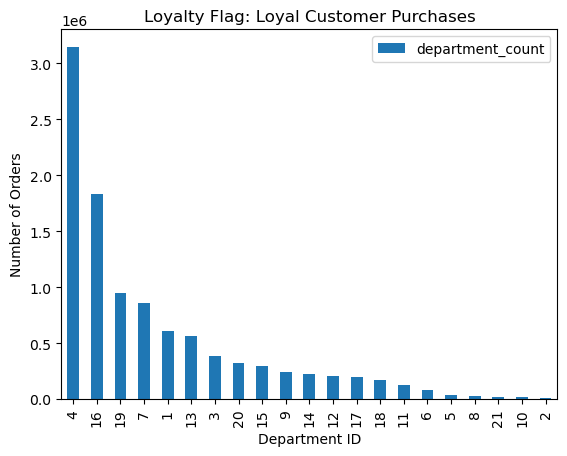 Loyalty Flag: Loyal Customer Purchases
1e6
department_count
3.0
2.5
2.0
1.5
1.0
0.5
0.0
Number of Orders
4 16 19 7 1 13 3 20 15 9 14 12 17 18 11 6 5 8 21 10 2
Department ID